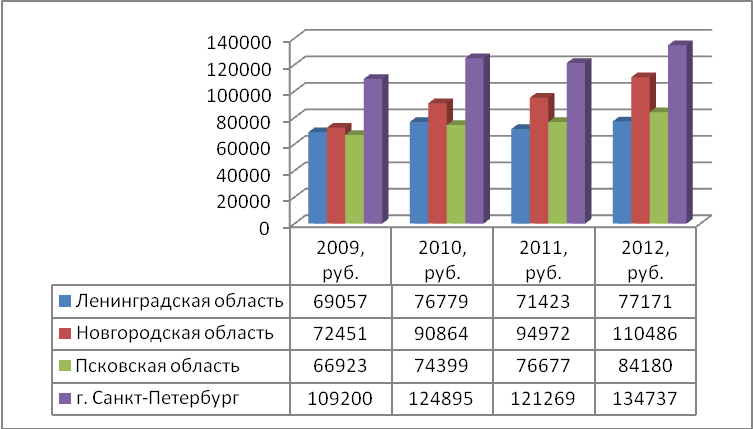 140000
120000
100000
80000
60000
40000
20000
0
2009, 2010, 2011, 2012,
руб. руб. руб. руб.
Ленинградская область 69057 76779 71423 77171
Новгородская область 72451 90864 94972 110486
Псковская область 66923 74399 76677 84180
г. Санкт-Петербург 109200 124895 121269 134737